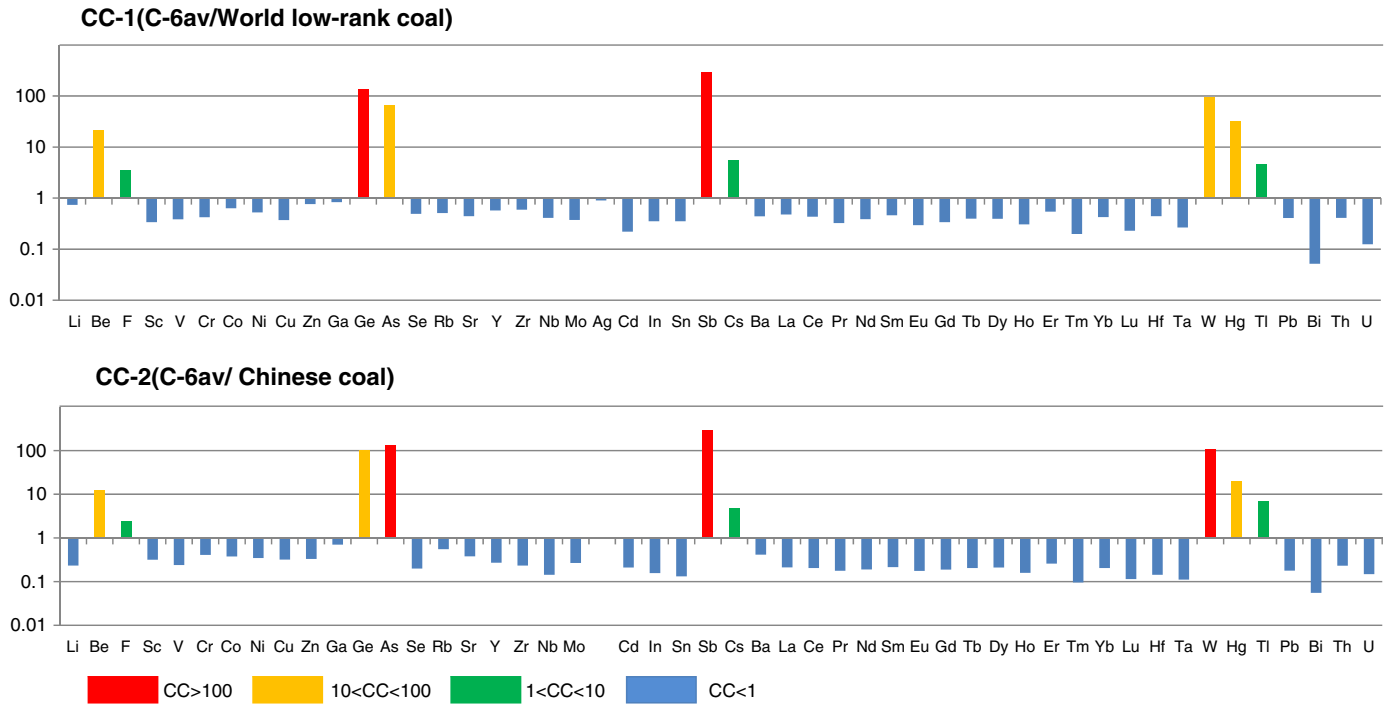 CC-1(C-6av/World low-rank coal)
100
10
1
0.1
0.01
Li Be F Sc V Cr Co Ni Cu Zn Ga Ge As Se Rb Sr Y Zr Nb Mo Ag Cd In Sn Sb Cs Ba La Ce Pr Nd Sm Eu Gd Tb Dy Ho Er Tm Yb Lu Hf Ta W Hg Tl Pb Bi Th U
CC-2(C-6av/ Chinese coal)
100
10
1
0.1
0.01
Li Be F Sc V Cr Co Ni Cu Zn Ga Ge As Se Rb Sr Y Zr Nb Mo Cd In Sn Sb Cs Ba La Ce Pr Nd Sm Eu Gd Tb Dy Ho Er Tm Yb Lu Hf Ta W Hg Tl Pb Bi Th U
CC>100 10<CC<100 1<CC<10 CC<1